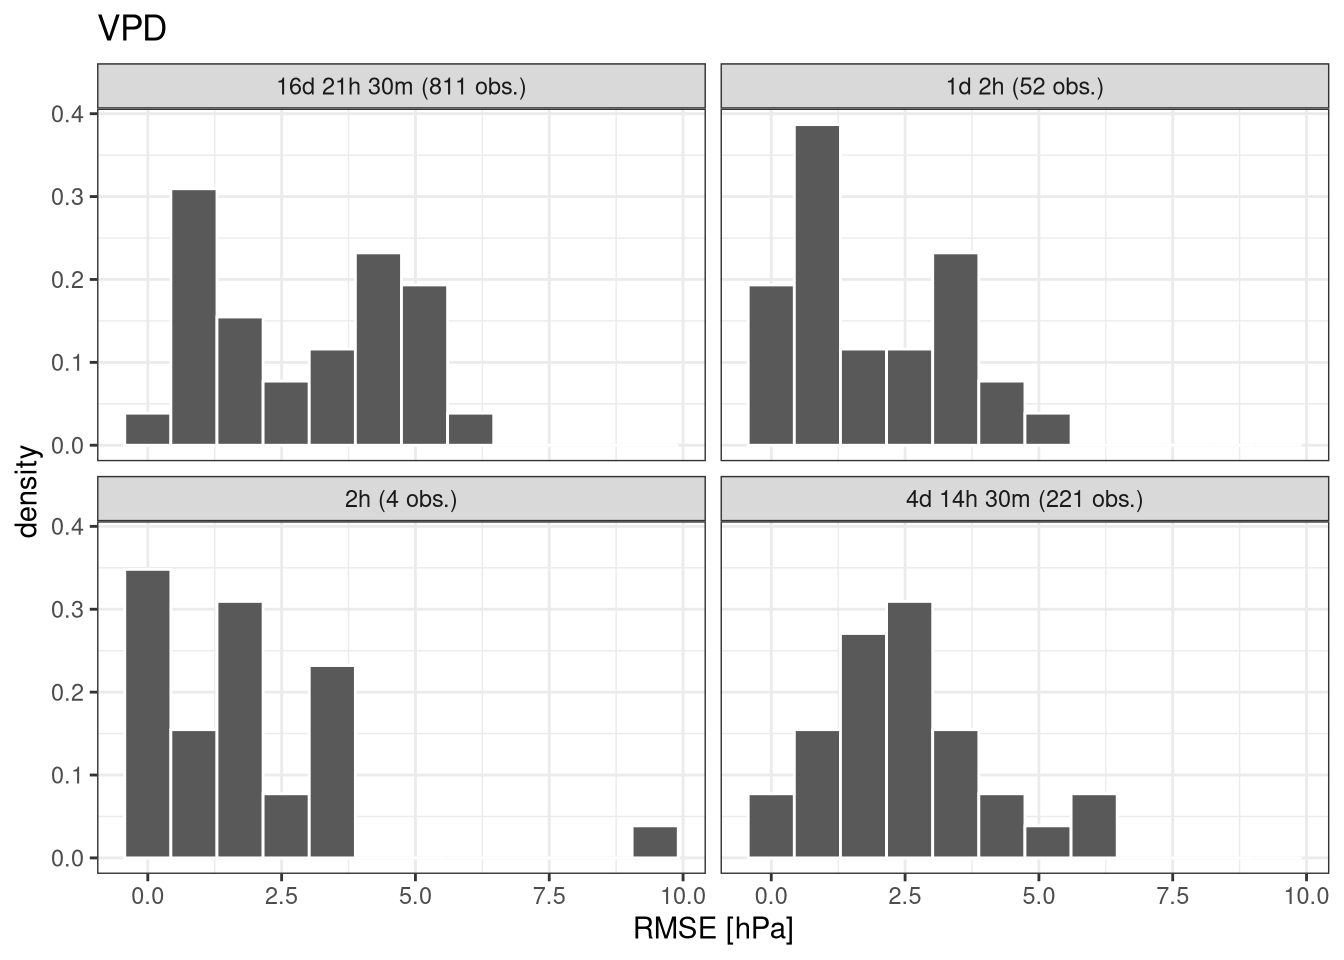 VPD
16d 21h 30m (811 obs.)
1d 2h (52 obs.)
0.4
0.3
0.2
0.1
0.0
2h (4 obs.)
4d 14h 30m (221 obs.)
0.4
0.3
0.2
0.1
0.0
density
0.0 2.5 5.0 7.5 10.0
0.0 2.5 5.0 7.5 10.0
RMSE [hPa]